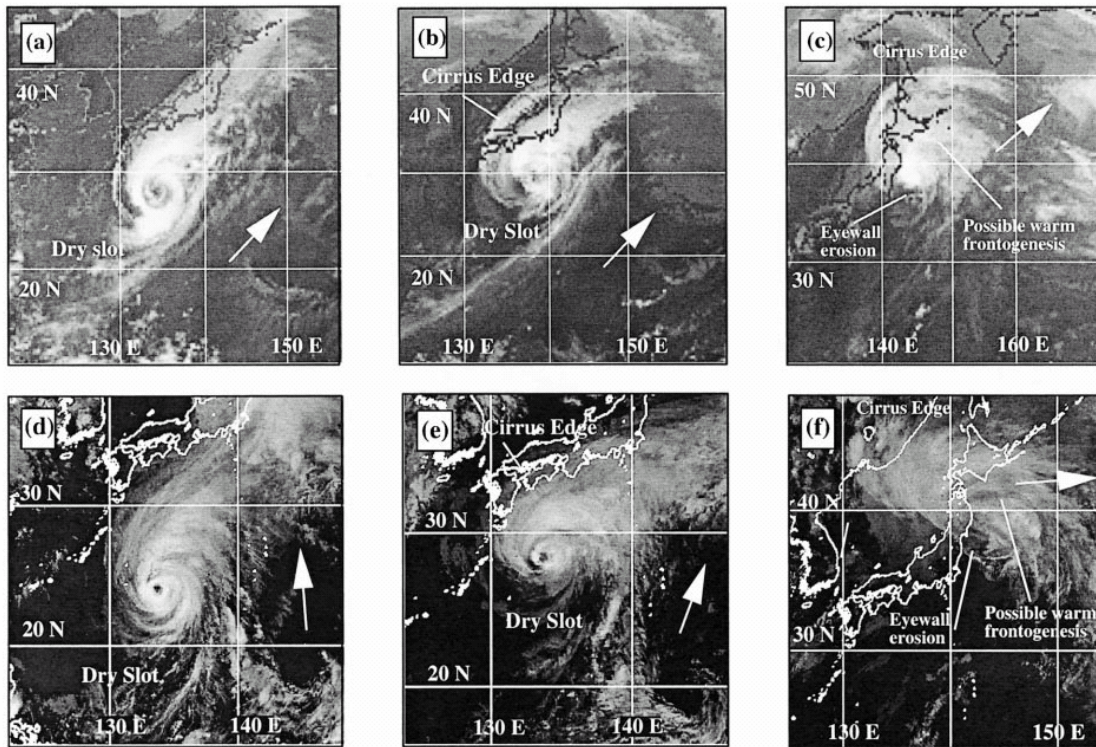 (a)
40 N
Dry slot
20 N
130 E 150 E
(b)
Cirrus Edge
40 N
Dry Slot
20 N
130 E 150 E
(c)
Cirrus Edge
50 N
Eyewall
erosion
Possible warm
frontogenesis
30 N
140 E 160 E
(d)
30 N
20 N
Dry Slot
130 E 140 E
(e)
Cirrus Edge
30 N
Dry Slot
20 N
130 E 140 E
(f)
Cirrus Edge
40 N
Eyewall
erosion
Possible warm
frontogenesis
30 N
130 E 150 E